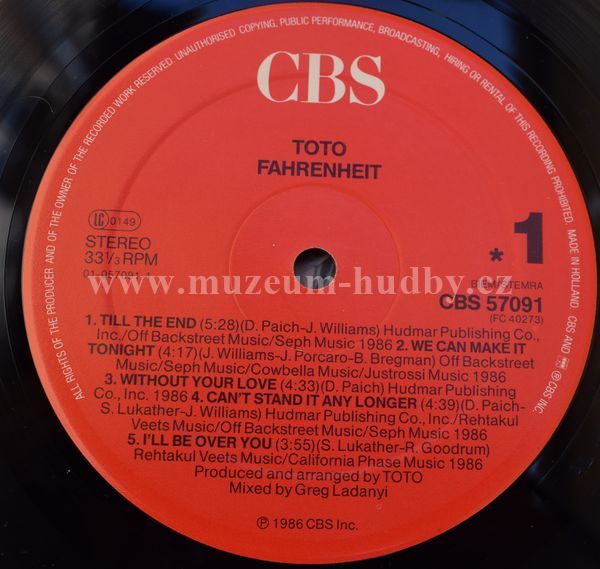 ALL RIGHTS OF THE PRODUCER AND OF THE OWNER OF THE RECORDED WORK RESERVED. UNAUTHORISED COPYING, PUBLIC PERFORMANCE, BROADCASTING, HIRING OR RENTAL OF THIS RECORDING PROHIBITED. MADE IN HOLLAND CBS AND ARE ℗ CBS INC.
CBS
TOTO
FAHRENHEIT
LC 0149
STEREO
33 1/3 RPM
01-057091-1
* 1
BIEM/STEMRA
CBS 57091
(FC 40273)
www.muzeum-hudby.cz
1. TILL THE END (5:28)(D. Paich-J. Williams) Hudmar Publishing Co.,
Inc./Off Backstreet Music/Seph Music 1986 2. WE CAN MAKE IT
TONIGHT (4:17)(J. Williams-J. Porcaro-B. Bregman) Off Backstreet
Music/Seph Music/Cowbella Music/Justrossi Music 1986
3. WITHOUT YOUR LOVE (4:33)(D. Paich) Hudmar Publishing
Co., Inc. 1986 4. CAN'T STAND IT ANY LONGER (4:39)(D. Paich-
S. Lukather-J. Williams) Hudmar Publishing Co., Inc./Rehtakul
Veets Music/Off Backstreet Music/Seph Music 1986
5. I'LL BE OVER YOU (3:55)(S. Lukather-R. Goodrum)
Rehtakul Veets Music/California Phase Music 1986
Produced and arranged by TOTO
Mixed by Greg Ladanyi
℗ 1986 CBS Inc.